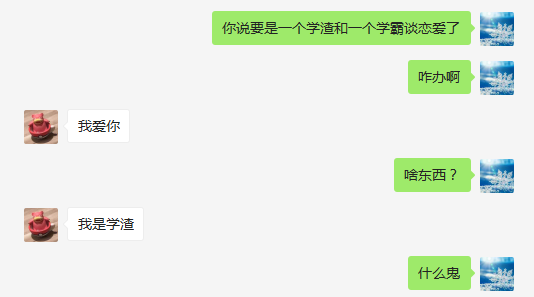 你说要是一个学渣和一个学霸谈恋爱了
咋办啊
我爱你
啥东西？
我是学渣
什么鬼